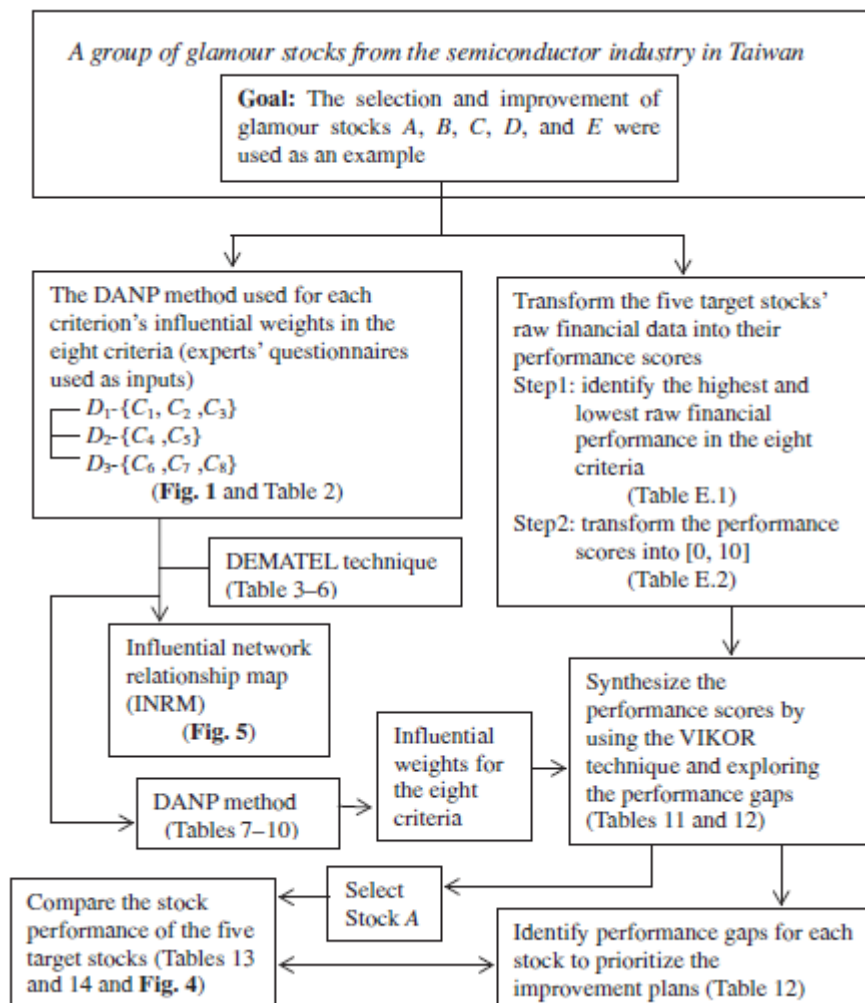 A group of glamour stocks from the semiconductor industry in Taiwan
Goal: The selection and improvement of
glamour stocks A, B, C, D, and E were
used as an example
The DANP method used for each
criterion's influential weights in the
eight criteria (experts' questionnaires
used as inputs)
D₁-{C₁, C₂ ,C₃}
D₂-{C₄ ,C₅}
D₃-{C₆ ,C₇ ,C₈}
(Fig. 1 and Table 2)
Transform the five target stocks'
raw financial data into their
performance scores
Step1: identify the highest and
lowest raw financial
performance in the eight
criteria
(Table E.1)
Step2: transform the performance
scores into [0, 10]
(Table E.2)
DEMATEL technique
(Table 3–6)
Influential network
relationship map
(INRM)
(Fig. 5)
DANP method
(Tables 7–10)
Influential
weights for
the eight
criteria
Synthesize the
performance scores by
using the VIKOR
technique and exploring
the performance gaps
(Tables 11 and 12)
Select
Stock A
Compare the stock
performance of the five
target stocks (Tables 13
and 14 and Fig. 4)
Identify performance gaps for each
stock to prioritize the
improvement plans (Table 12)